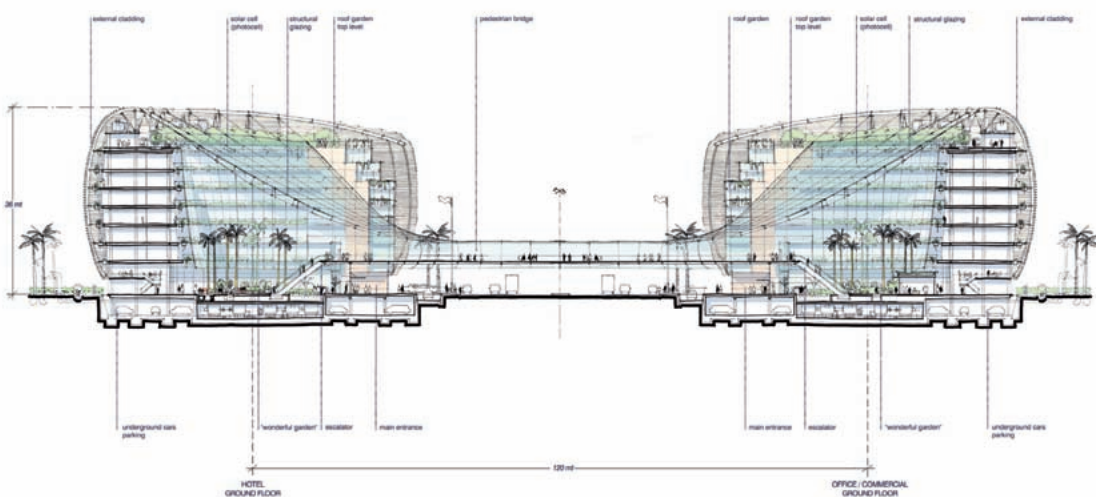 external cladding
solar cell
(photocell)
structural
glazing
roof garden
top level
pedestrian bridge
roof garden
roof garden
top level
solar cell
(photocell)
structural glazing
external cladding
underground cars
parking
'wonderful garden'
escalator
main entrance
main entrance
escalator
'wonderful garden'
underground cars
parking
120 mt
HOTEL
GROUND FLOOR
OFFICE / COMMERCIAL
GROUND FLOOR